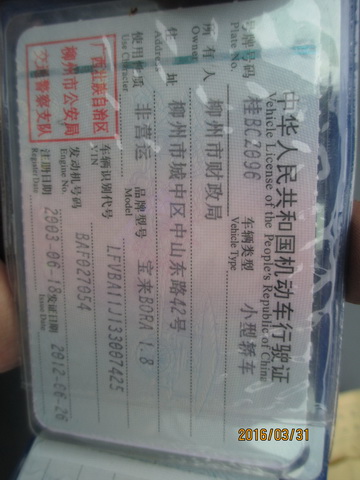 中华人民共和国机动车行驶证
Vehicle License of the People's Republic of China
号牌号码 桂BC2006 车辆类型 小型轿车
Plate No. Vehicle Type
所有人 柳州市财政局
Owner
住址 柳州市城中区中山东路42号
Address
使用性质 非营运 品牌型号 宝来BORA 1.8
Use Character Model
广西壮族自治区
柳州市公安局
交通警察支队
车辆识别代号 LFVBA11J133007425
VIN
发动机号码 BAF027054
Engine No.
注册日期 2003-06-18 发证日期 2012-06-26
Register Date Issue Date
2016/03/31